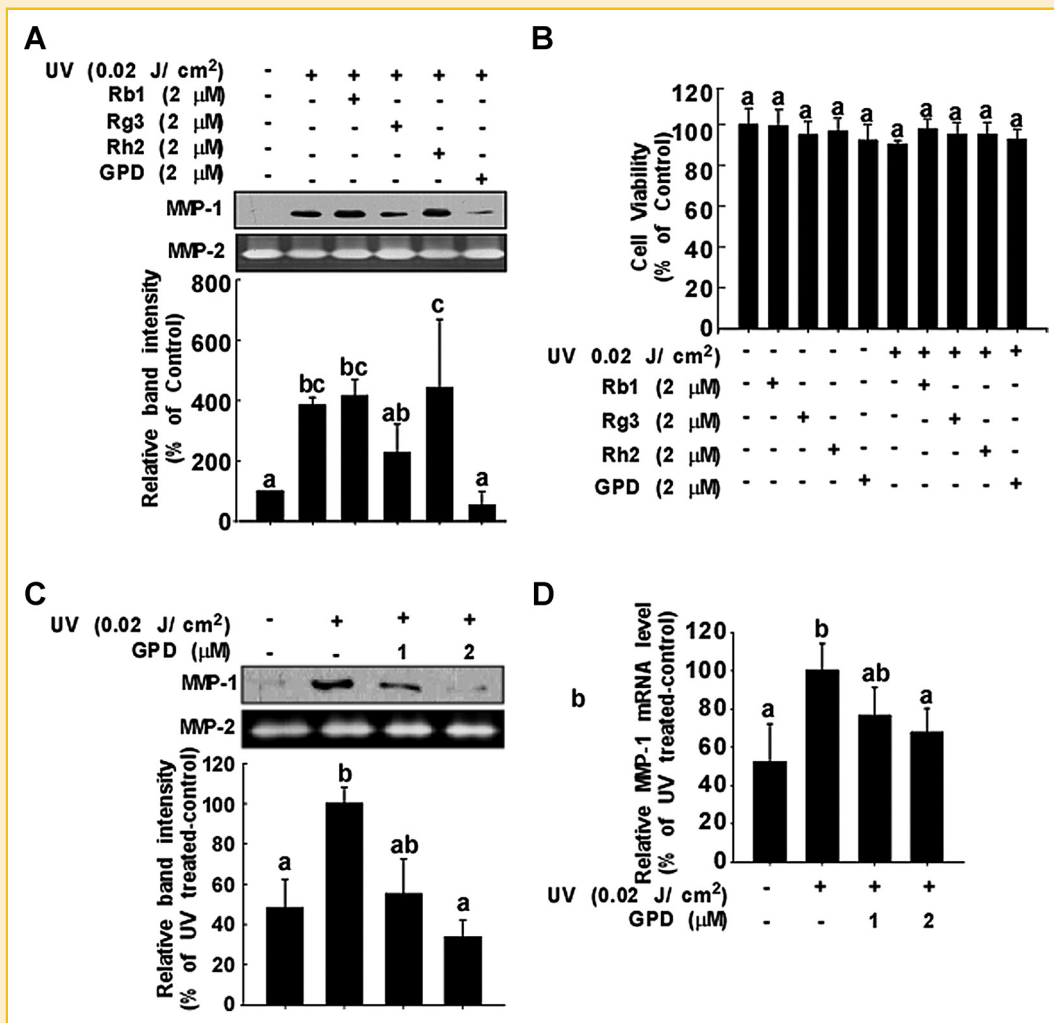 A
UV (0.02 J/ cm²) - + + + + +
Rb1 (2 µM) - - + - - -
Rg3 (2 µM) - - - + - -
Rh2 (2 µM) - - - - + -
GPD (2 µM) - - - - - +
MMP-1
MMP-2
Relative band intensity
(% of Control)
800
600
400
200
0
a bc bc ab c a
B
Cell Viability
(% of Control)
120
100
80
60
40
20
0
a a a a a a a a a a
UV 0.02 J/ cm²) - - - - - + + + + +
Rb1 (2 µM) - + - - - - + - - -
Rg3 (2 µM) - - + - - - - + - -
Rh2 (2 µM) - - - + - - - - + -
GPD (2 µM) - - - - + - - - - +
C
UV (0.02 J/ cm²) - + + +
GPD (µM) - - 1 2
MMP-1
MMP-2
Relative band intensity
(% of UV treated-control)
120
100
80
60
40
20
0
a b ab a
D
b
Relative MMP-1 mRNA level
(% of UV treated-control)
120
100
80
60
40
20
0
a b ab a
UV (0.02 J/ cm²) - + + +
GPD (µM) - - 1 2